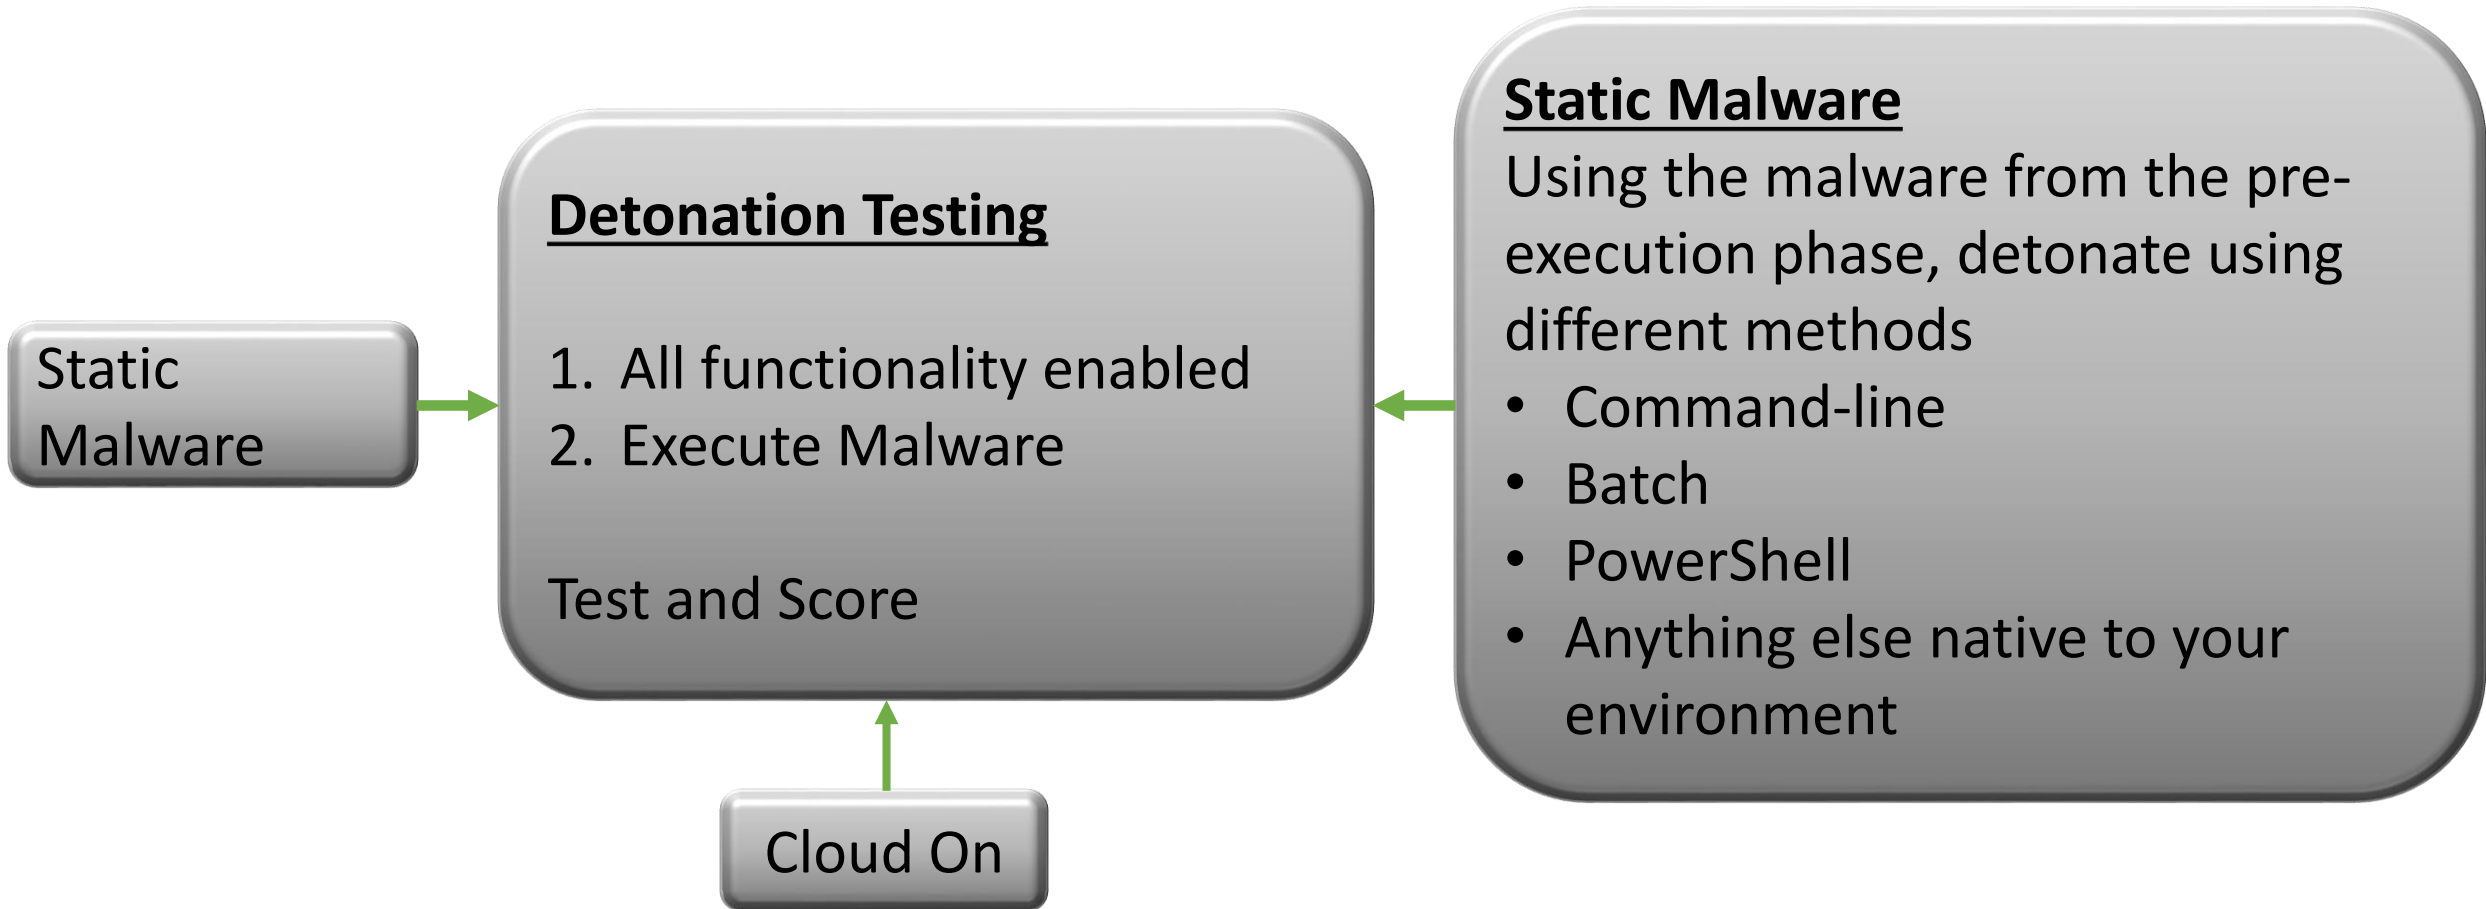 Static
Malware
Detonation Testing
1. All functionality enabled
2. Execute Malware
Test and Score
Cloud On
Static Malware
Using the malware from the pre-
execution phase, detonate using
different methods
• Command-line
• Batch
• PowerShell
• Anything else native to your
environment